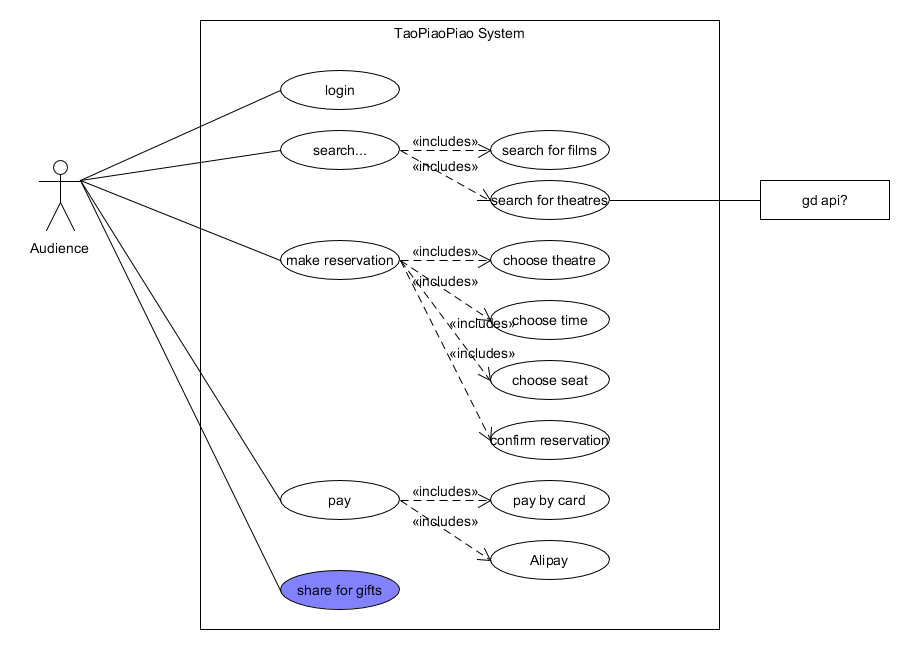 TaoPiaoPiao System
login
search...
«includes»
search for films
«includes»
search for theatres
gd api?
Audience
make reservation
«includes»
choose theatre
«includes»
choose time
«includes»
«includes»
choose seat
confirm reservation
pay
«includes»
pay by card
«includes»
Alipay
share for gifts